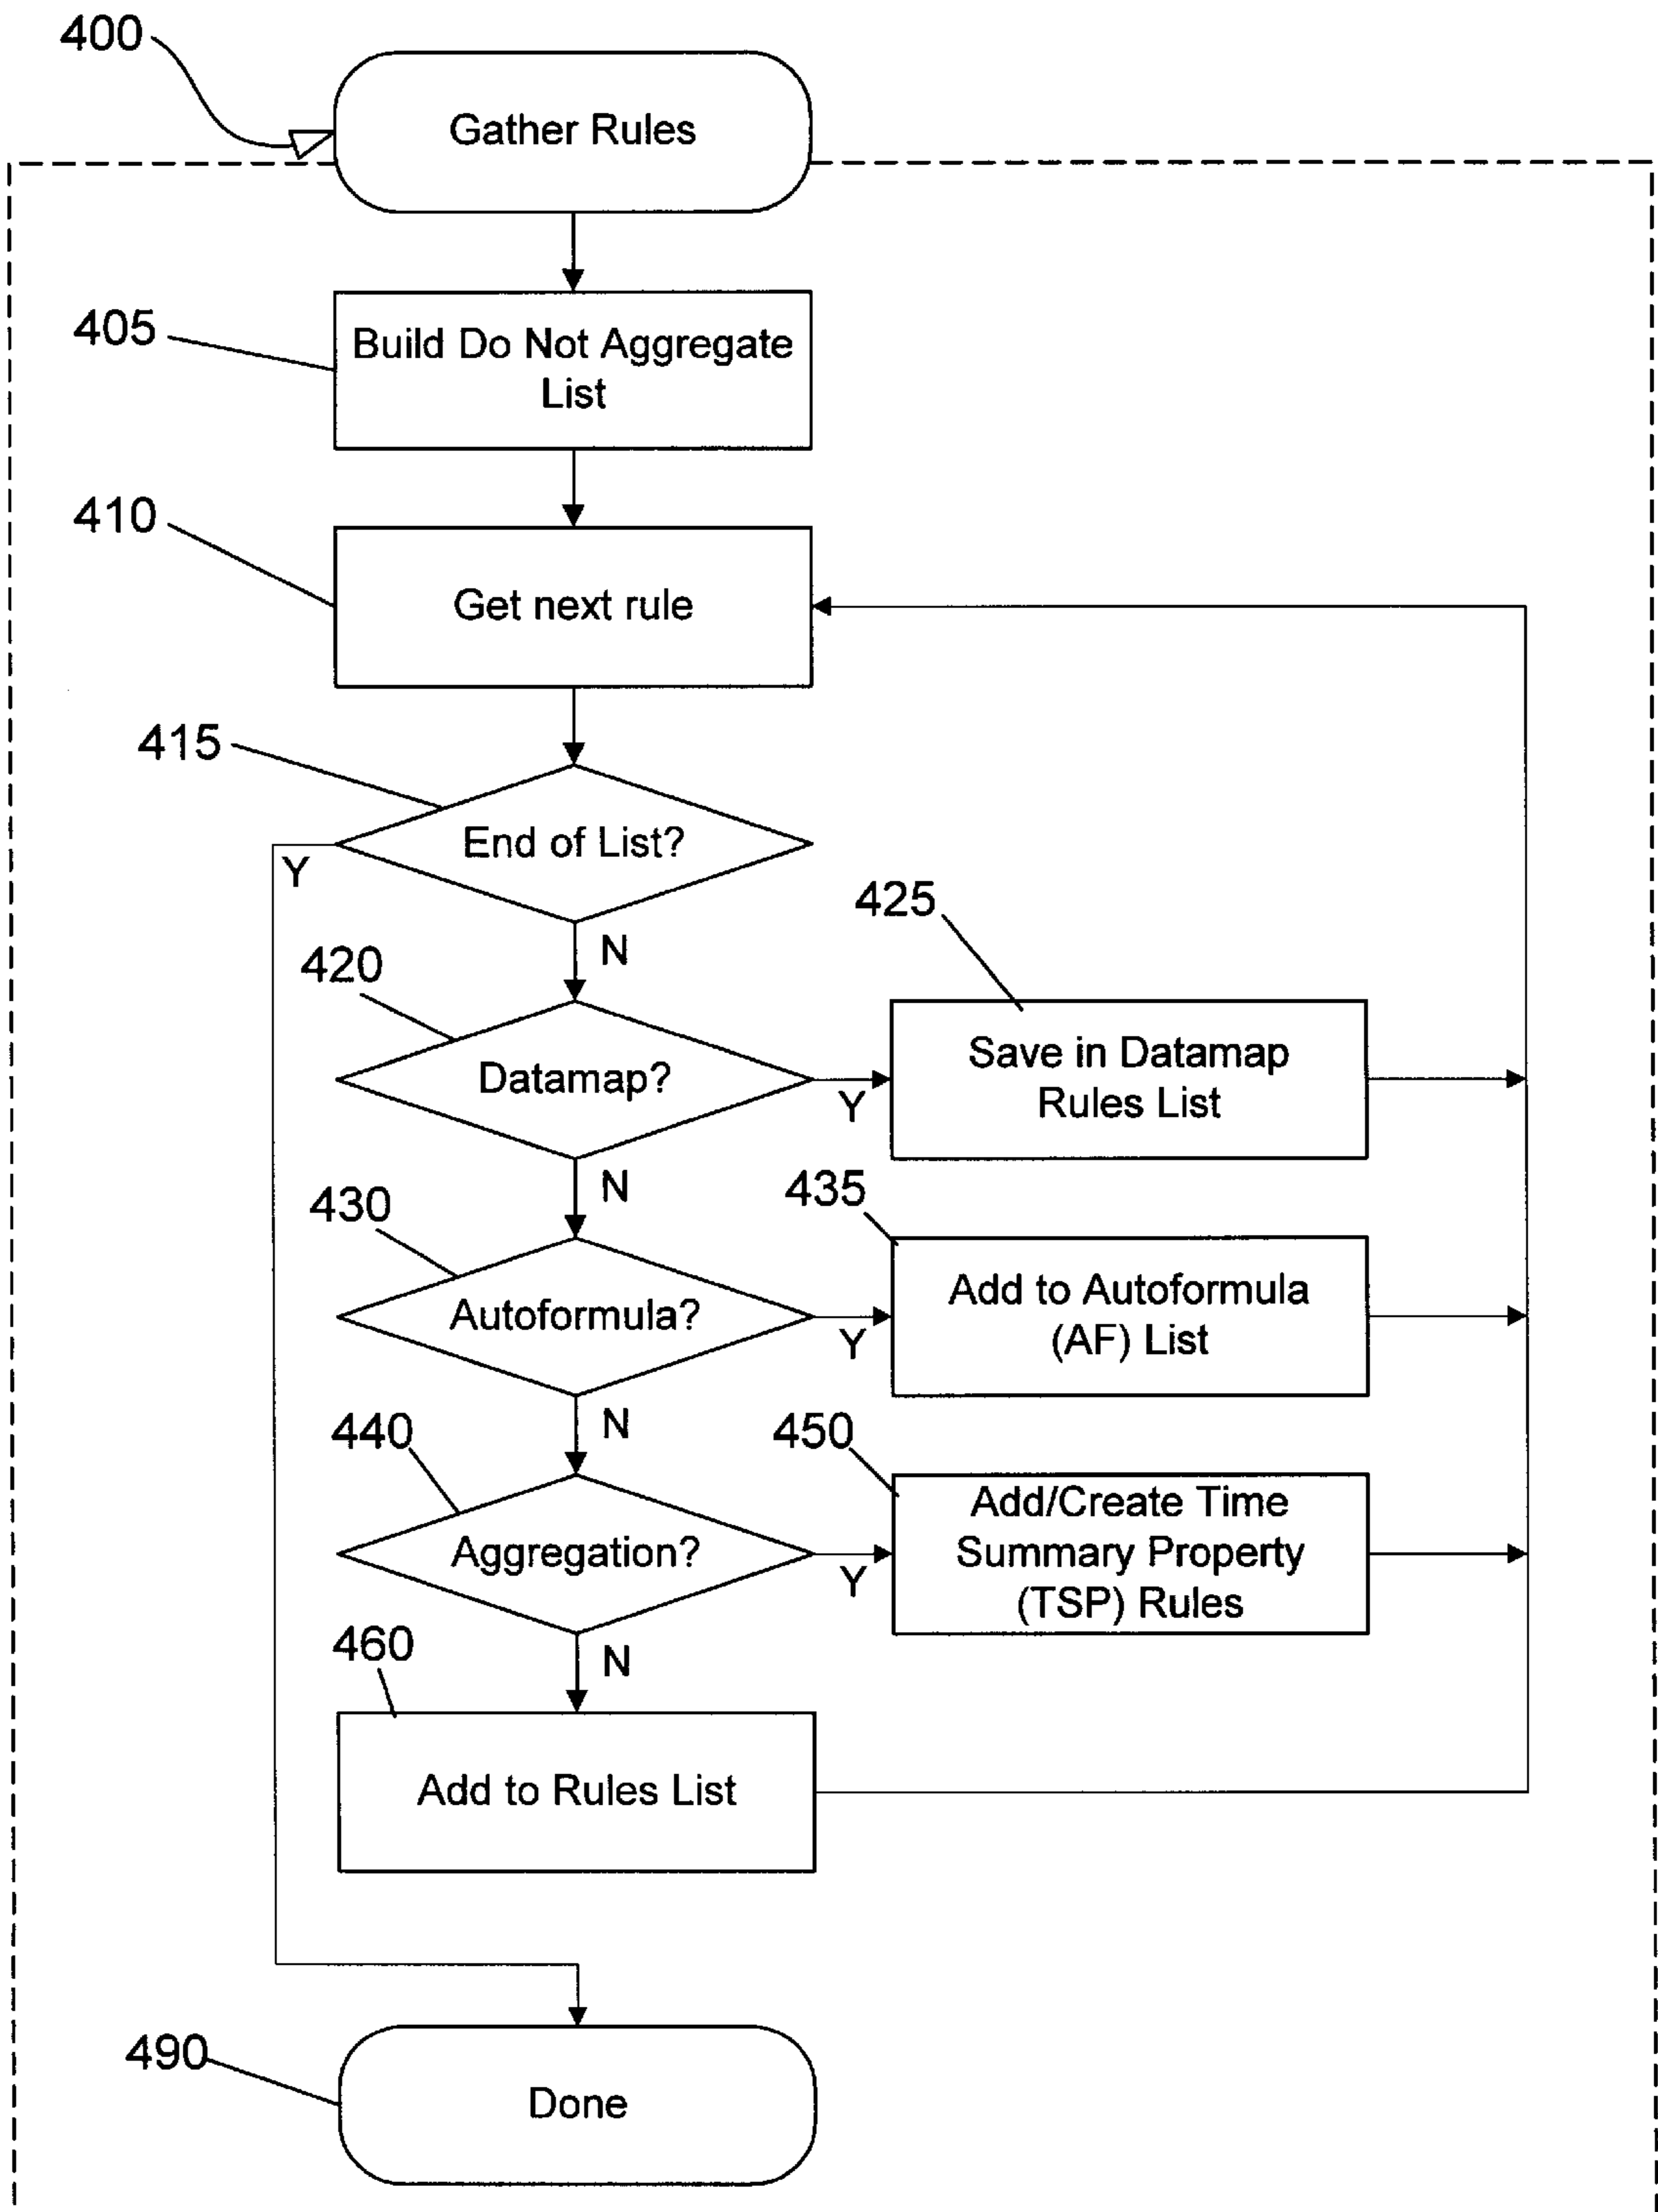 400
Gather Rules
405
Build Do Not Aggregate
List
410
Get next rule
415
End of List?
Y
N
420
Datamap?
Y
425
Save in Datamap
Rules List
N
430
Autoformula?
Y
435
Add to Autoformula
(AF) List
N
440
Aggregation?
Y
450
Add/Create Time
Summary Property
(TSP) Rules
N
460
Add to Rules List
490
Done